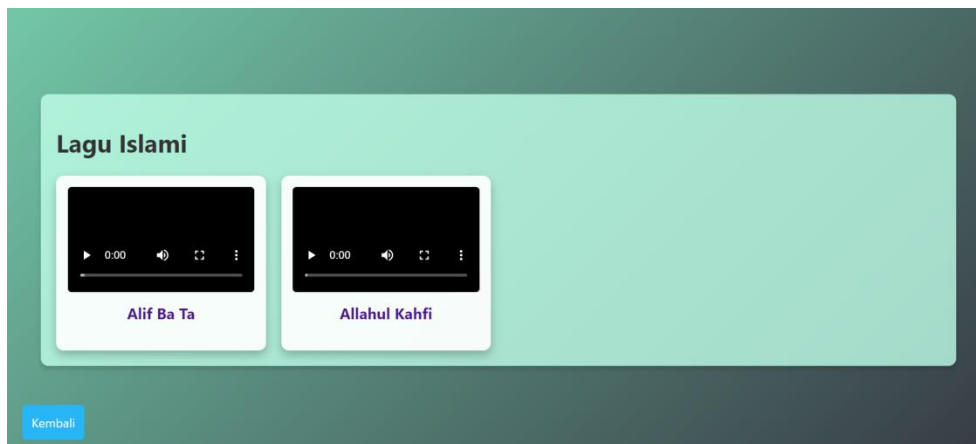 Lagu Islami
0:00
0:00
Alif Ba Ta
Allahul Kahfi
Kembali